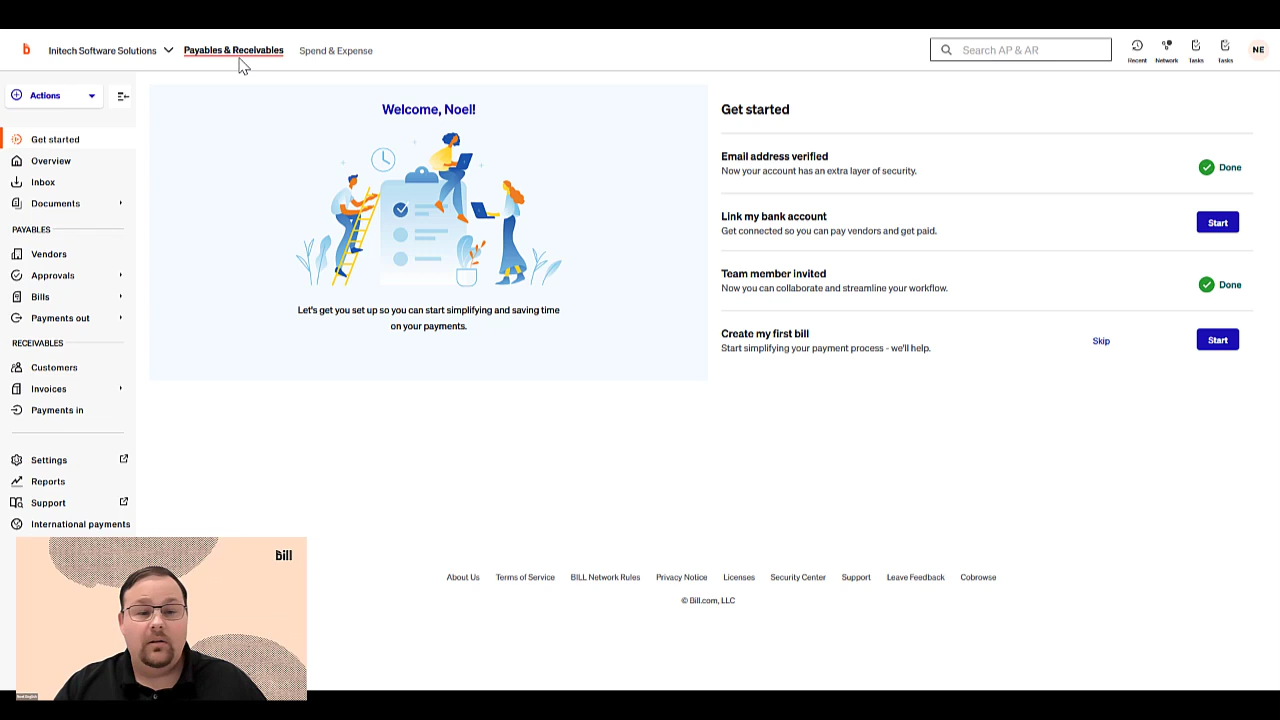 b Initech Software Solutions Payables & Receivables Spend & Expense Search AP & AR Recent Network Tasks Tasks NE
Actions
Get started
Overview
Inbox
Documents
PAYABLES
Vendors
Approvals
Bills
Payments out
RECEIVABLES
Customers
Invoices
Payments in
Settings
Reports
Support
International payments
Welcome, Noel!
Let's get you set up so you can start simplifying and saving time
on your payments.
Get started
Email address verified
Now your account has an extra layer of security.
Done
Link my bank account
Get connected so you can pay vendors and get paid.
Start
Team member invited
Now you can collaborate and streamline your workflow.
Done
Create my first bill
Start simplifying your payment process - we'll help.
Skip
Start
About Us Terms of Service BILL Network Rules Privacy Notice Licenses Security Center Support Leave Feedback Cobrowse
© Bill.com, LLC
bill
Noel English